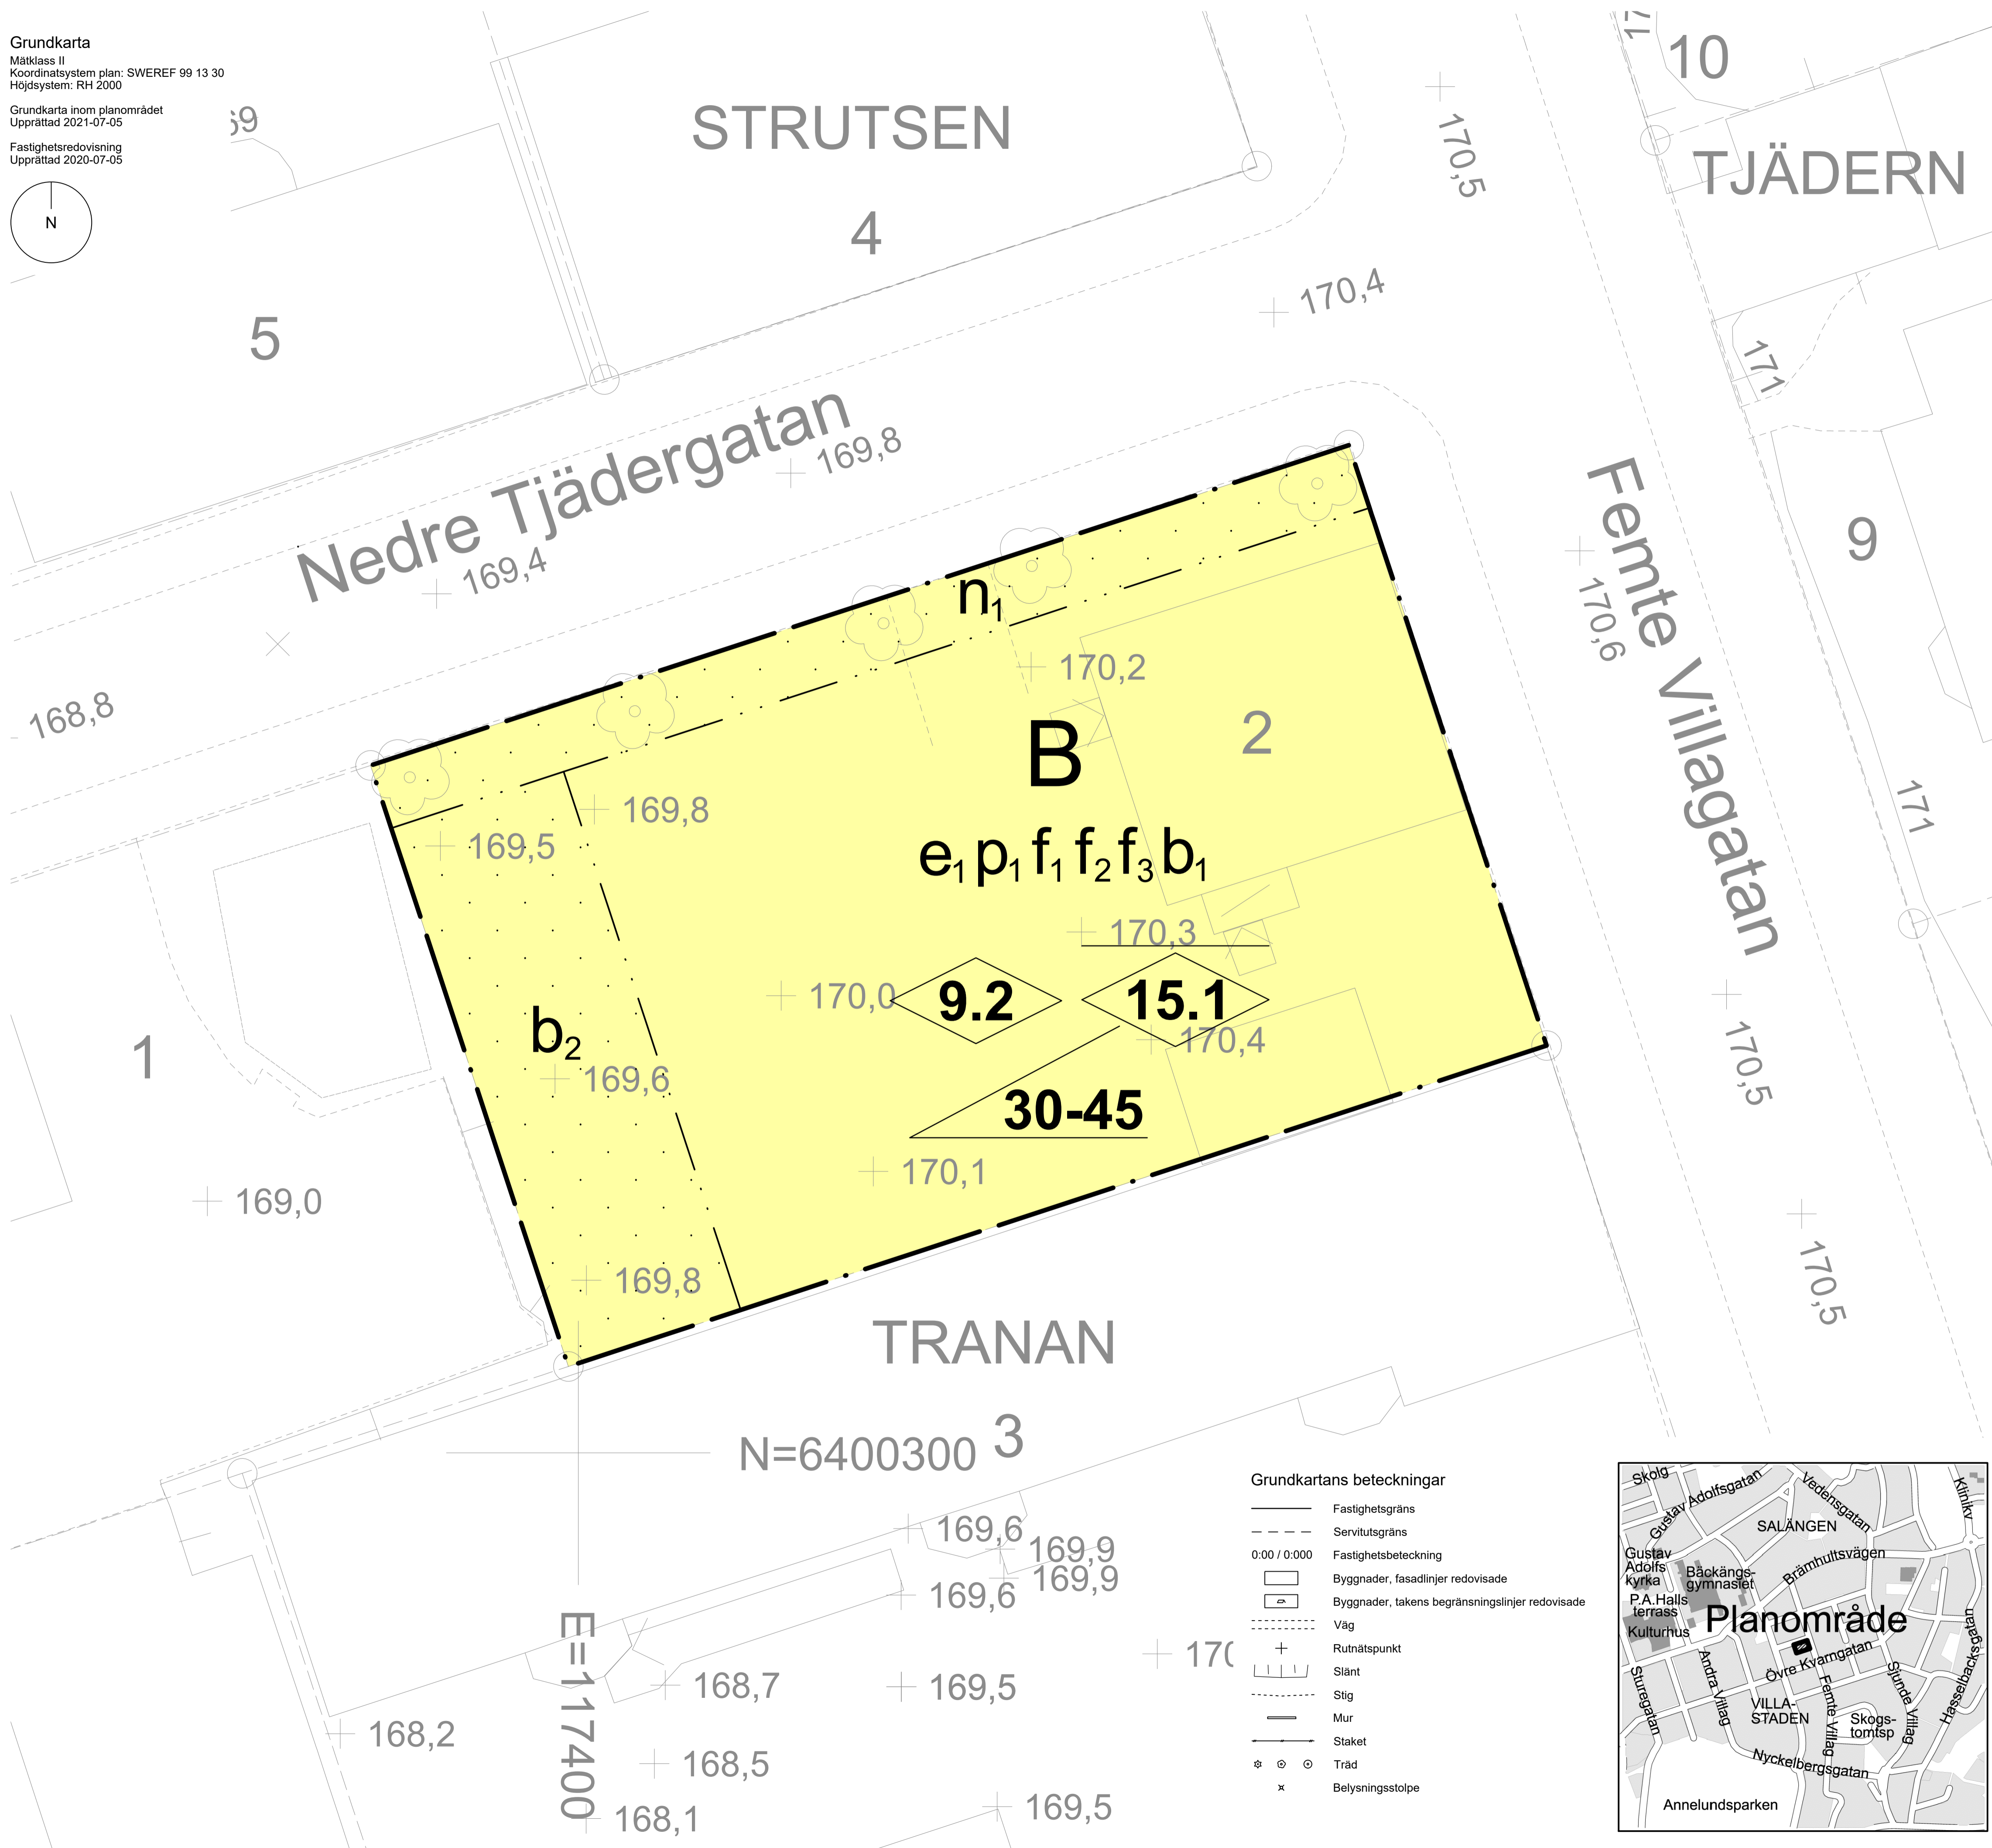 Grundkarta
Mätklass II
Koordinatsystem plan: SWEREF 99 13 30
Höjdsystem: RH 2000
Grundkarta inom planområdet
Upprättad 2021-07-05
Fastighetsredovisning
Upprättad 2020-07-05
N
STRUTSEN
4
5
10
TJÄDERN
170,5
170,4
171
9
Nedre Tjädergatan
169,8
169,4
168,8
Femte Villagatan
170,6
171
170,5
170,5
n1
170,2
B
2
169,8
169,5
e1 p1 f1 f2 f3 b1
170,3
170,0
9.2
15.1
170,4
b2
169,6
30-45
170,1
169,8
1
169,0
TRANAN
3
N=6400300
E=117400
169,6
169,9
169,9
169,6
168,7
169,5
168,2
168,5
168,1
169,5
Grundkartans beteckningar
Fastighetsgräns
Servitutsgräns
0:00 / 0:000 Fastighetsbeteckning
Byggnader, fasadlinjer redovisade
Byggnader, takens begränsningslinjer redovisade
Väg
Rutnätspunkt
Slänt
Stig
Mur
Staket
Träd
Belysningsstolpe
Skolg
Gustav Adolfsgatan
Vedensgatan
Klinikv
SALÄNGEN
Gustav
Adolfs
kyrka
Bäckängs-
gymnasiet
Brämhultsvägen
P.A.Halls
terrass
Planområde
Kulturhus
Övre Kvarngatan
Sturegatan
Andra Villag
VILLA-
STADEN
Femte Villag
Skogs-
tomtsp
Sjunde Villag
Hasselbacksgatan
Nyckelbergsgatan
Annelundsparken